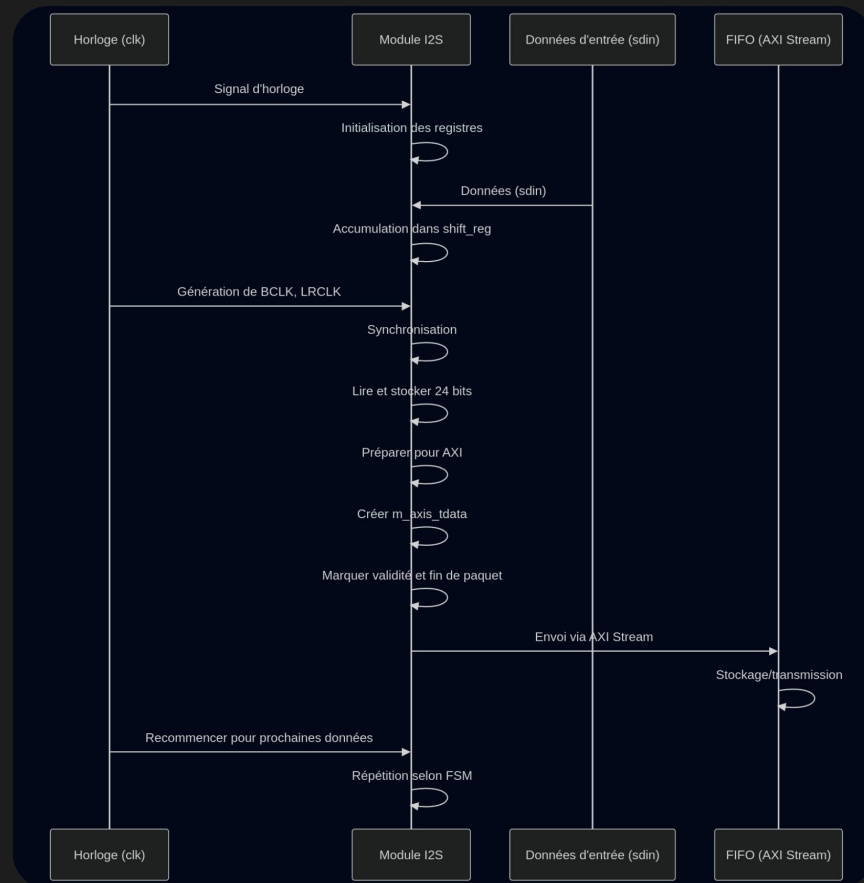 Horloge (clk)
Module I2S
Données d'entrée (sdin)
FIFO (AXI Stream)
Signal d'horloge
Initialisation des registres
Données (sdin)
Accumulation dans shift_reg
Génération de BCLK, LRCLK
Synchronisation
Lire et stocker 24 bits
Préparer pour AXI
Créer m_axis_tdata
Marquer validité et fin de paquet
Envoi via AXI Stream
Stockage/transmission
Recommencer pour prochaines données
Répétition selon FSM
Horloge (clk)
Module I2S
Données d'entrée (sdin)
FIFO (AXI Stream)